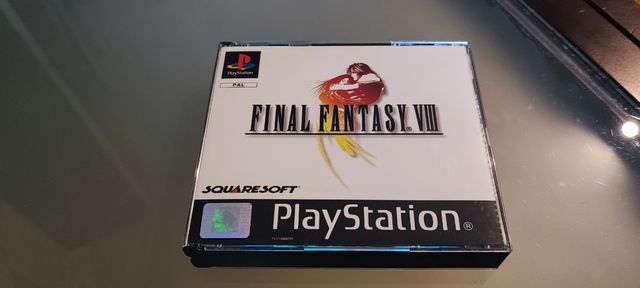 PlayStation
PAL
FINAL FANTASY® VIII
SQUARESOFT
PlayStation®